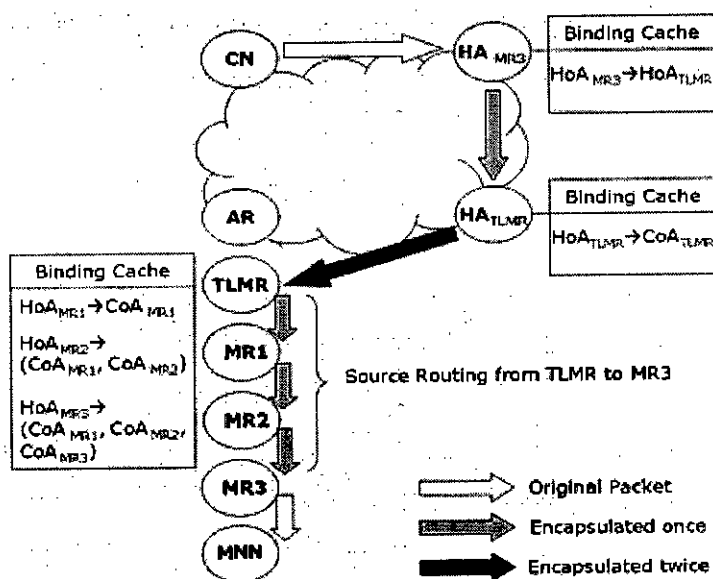 CN
HA MR3
Binding Cache
HoA MR3→HoA TLMR
AR
HA TLMR
Binding Cache
HoA TLMR→CoA TLMR
Binding Cache
HoA MR1→CoA MR1
HoA MR2→
(CoA MR1, CoA MR2)
HoA MR3→
(CoA MR1, CoA MR2,
CoA MR3)
TLMR
MR1
MR2
MR3
MNN
Source Routing from TLMR to MR3
Original Packet
Encapsulated once
Encapsulated twice